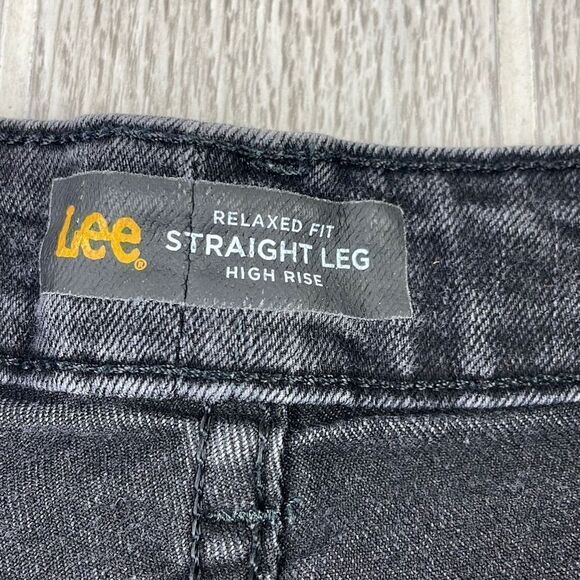 Lee®
RELAXED FIT
STRAIGHT LEG
HIGH RISE